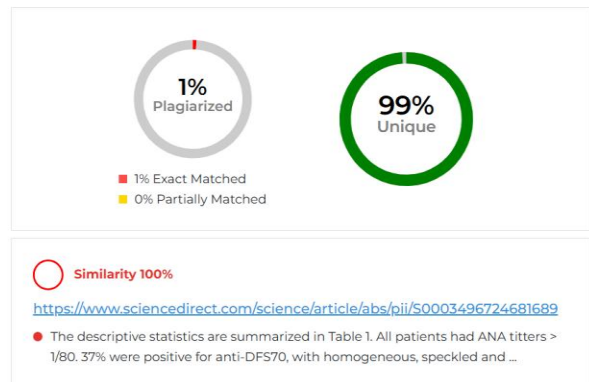 1%
Plagiarized
99%
Unique
1% Exact Matched
0% Partially Matched
Similarity 100%
https://www.sciencedirect.com/science/article/abs/pii/S0003496724681689
The descriptive statistics are summarized in Table 1. All patients had ANA titters >
1/80. 37% were positive for anti-DFS70, with homogeneous, speckled and ...